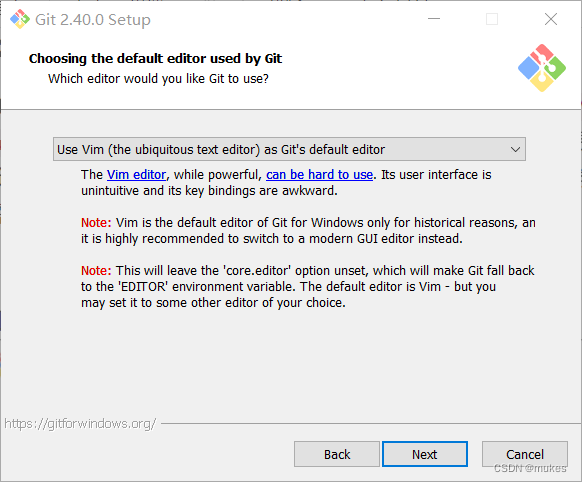 Git 2.40.0 Setup
Choosing the default editor used by Git
Which editor would you like Git to use?
Use Vim (the ubiquitous text editor) as Git's default editor
The Vim editor, while powerful, can be hard to use. Its user interface is
unintuitive and its key bindings are awkward.
Note: Vim is the default editor of Git for Windows only for historical reasons, an
it is highly recommended to switch to a modern GUI editor instead.
Note: This will leave the 'core.editor' option unset, which will make Git fall back
to the 'EDITOR' environment variable. The default editor is Vim - but you
may set it to some other editor of your choice.
https://gitforwindows.org/
Back Next Cancel
CSDN @mukes